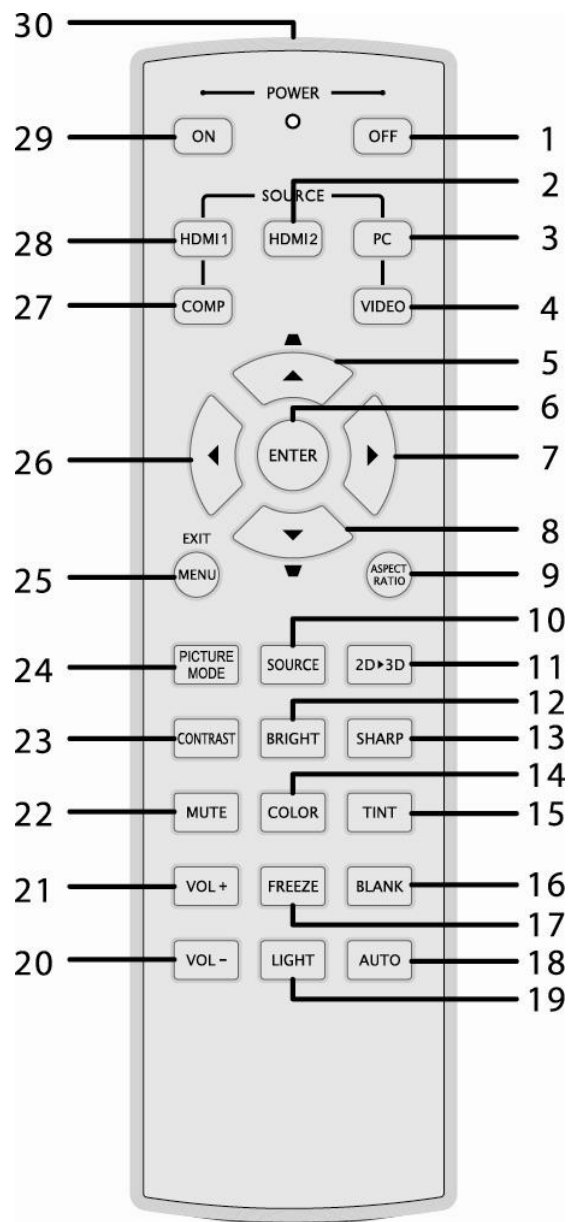 30
POWER
29 ON OFF 1
2
SOURCE
28 HDMI1 HDMI2 PC 3
27 COMP VIDEO 4
5
6
26 ENTER 7
8
EXIT
25 MENU ASPECT RATIO 9
10
24 PICTURE MODE SOURCE 2D▶3D 11
12
23 CONTRAST BRIGHT SHARP 13
14
22 MUTE COLOR TINT 15
21 VOL + FREEZE BLANK 16
17
20 VOL - LIGHT AUTO 18
19